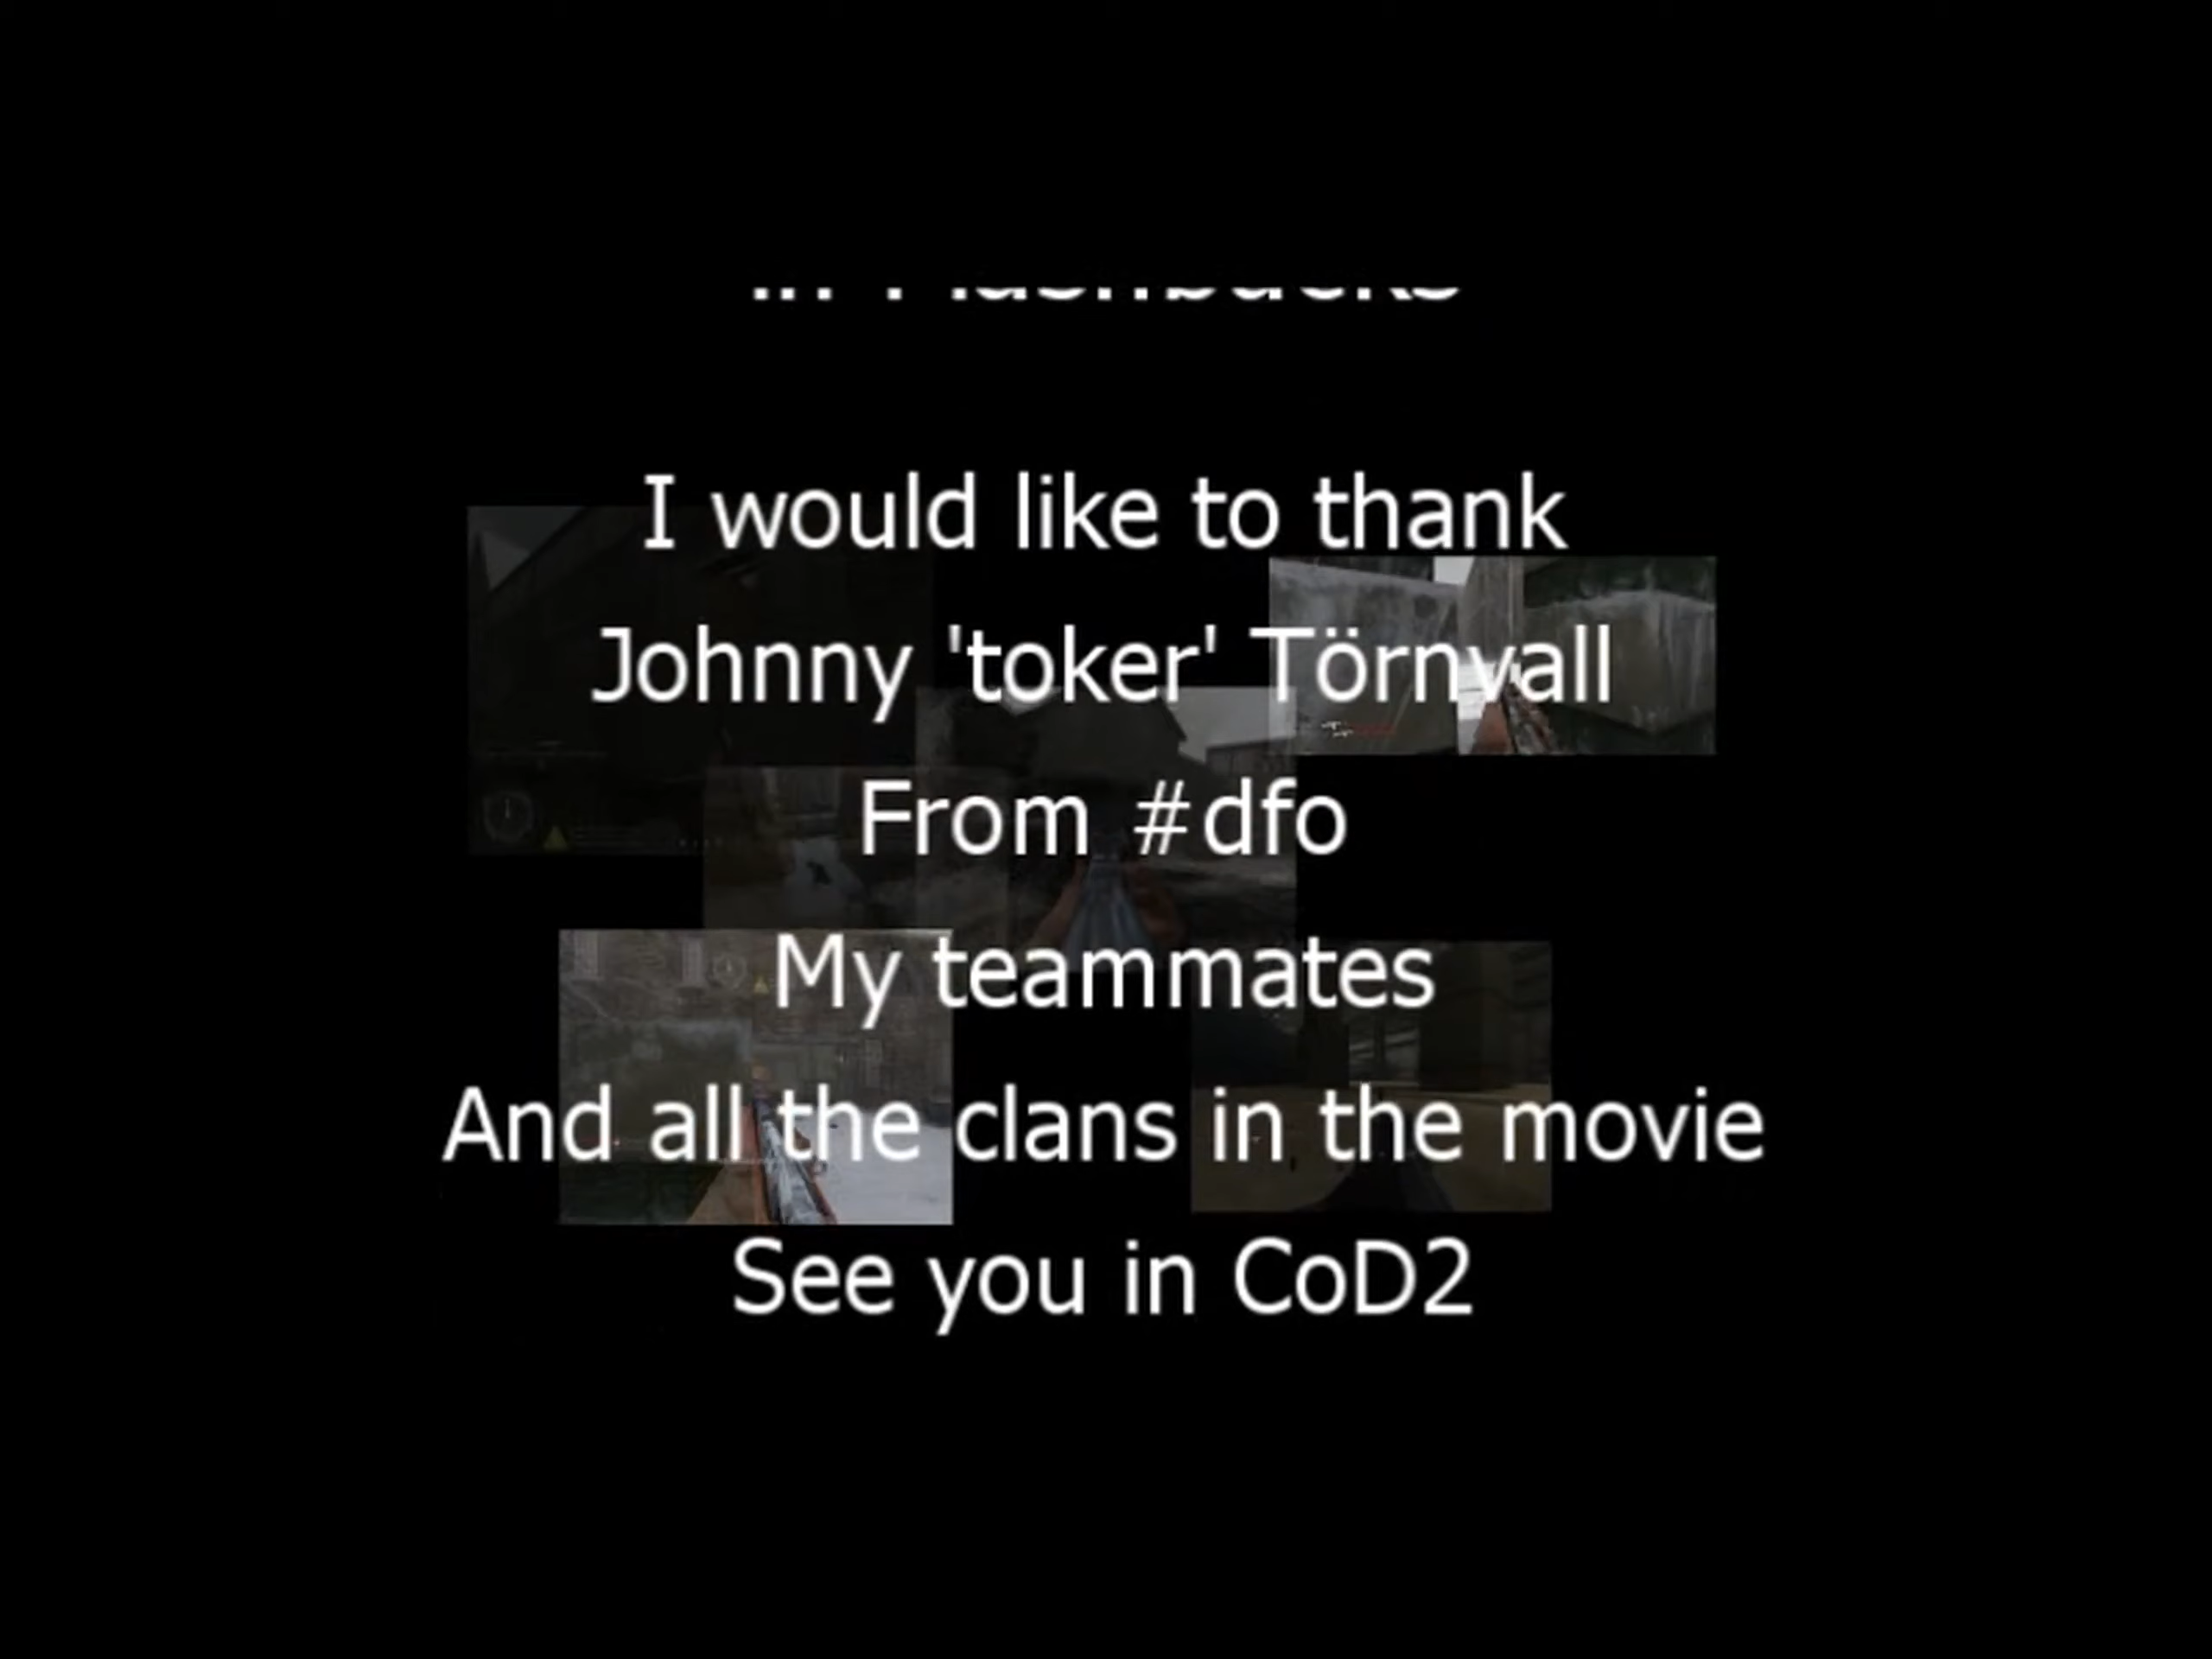 I would like to thank
Johnny 'toker' Törnvall
From #dfo
My teammates
And all the clans in the movie
See you in CoD2